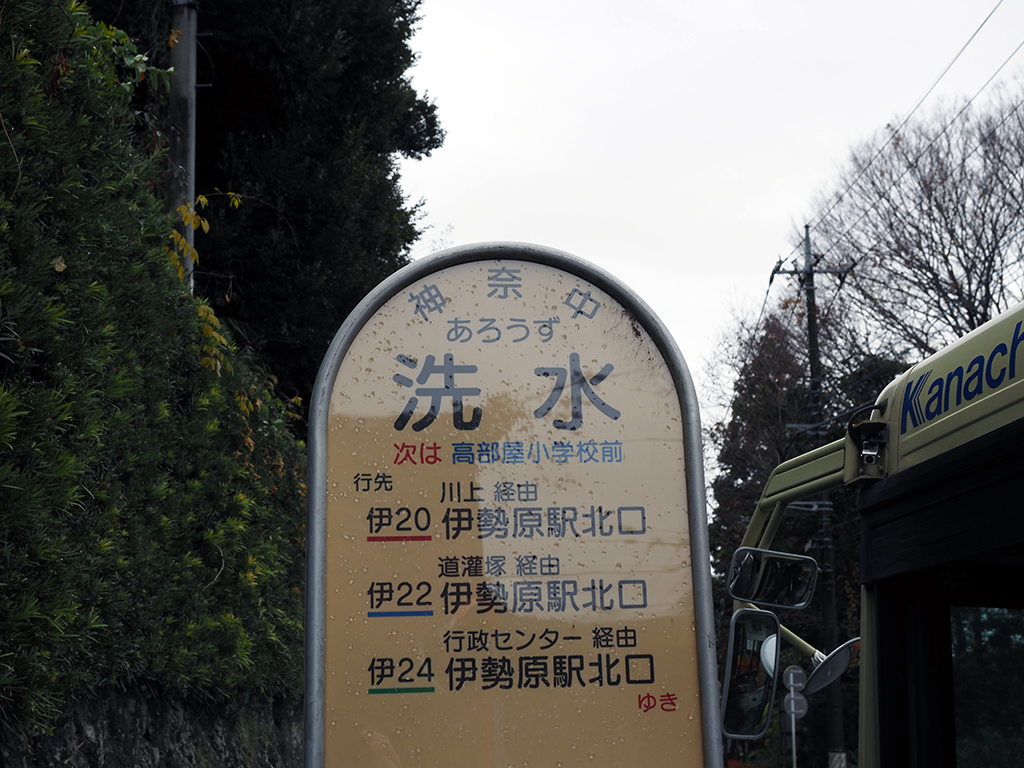 神奈中
あろうず
洗水
次は 高部屋小学校前
行先
川上 経由
伊20 伊勢原駅北口
道灌塚 経由
伊22 伊勢原駅北口
行政センター 経由
伊24 伊勢原駅北口
ゆき
Kanach